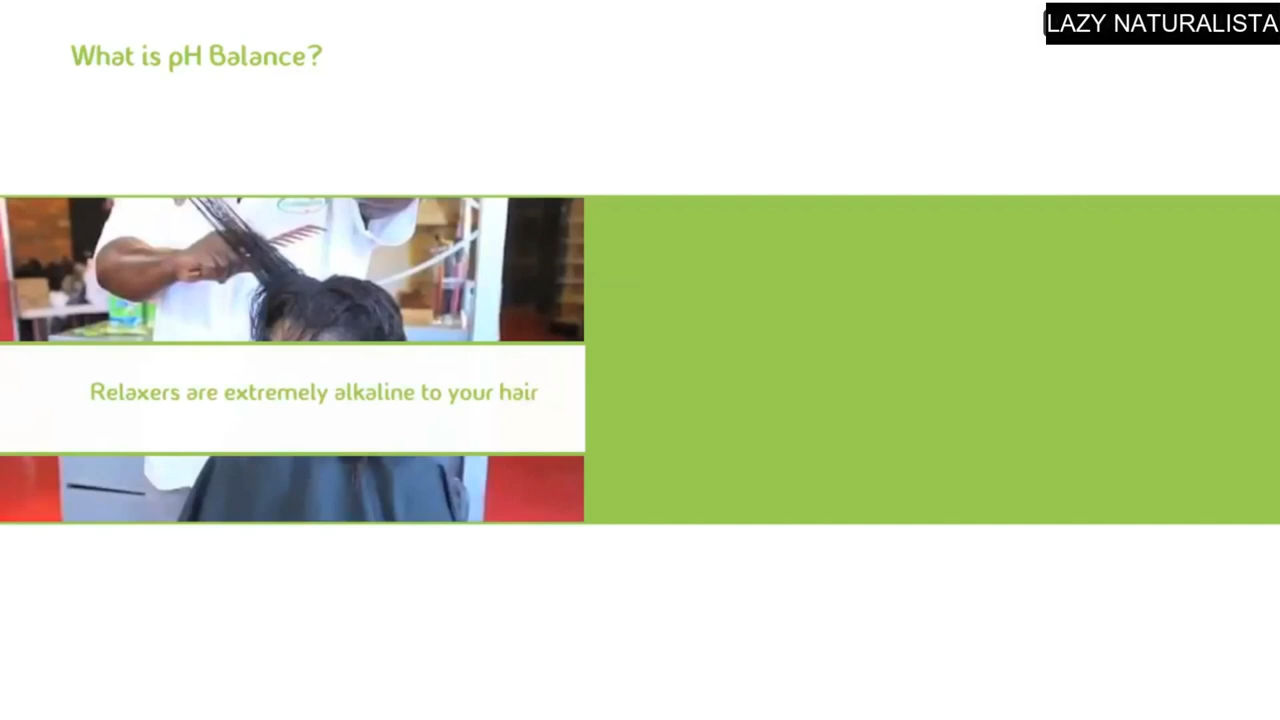 LAZY NATURALISTA
What is pH Balance?
Relaxers are extremely alkaline to your hair